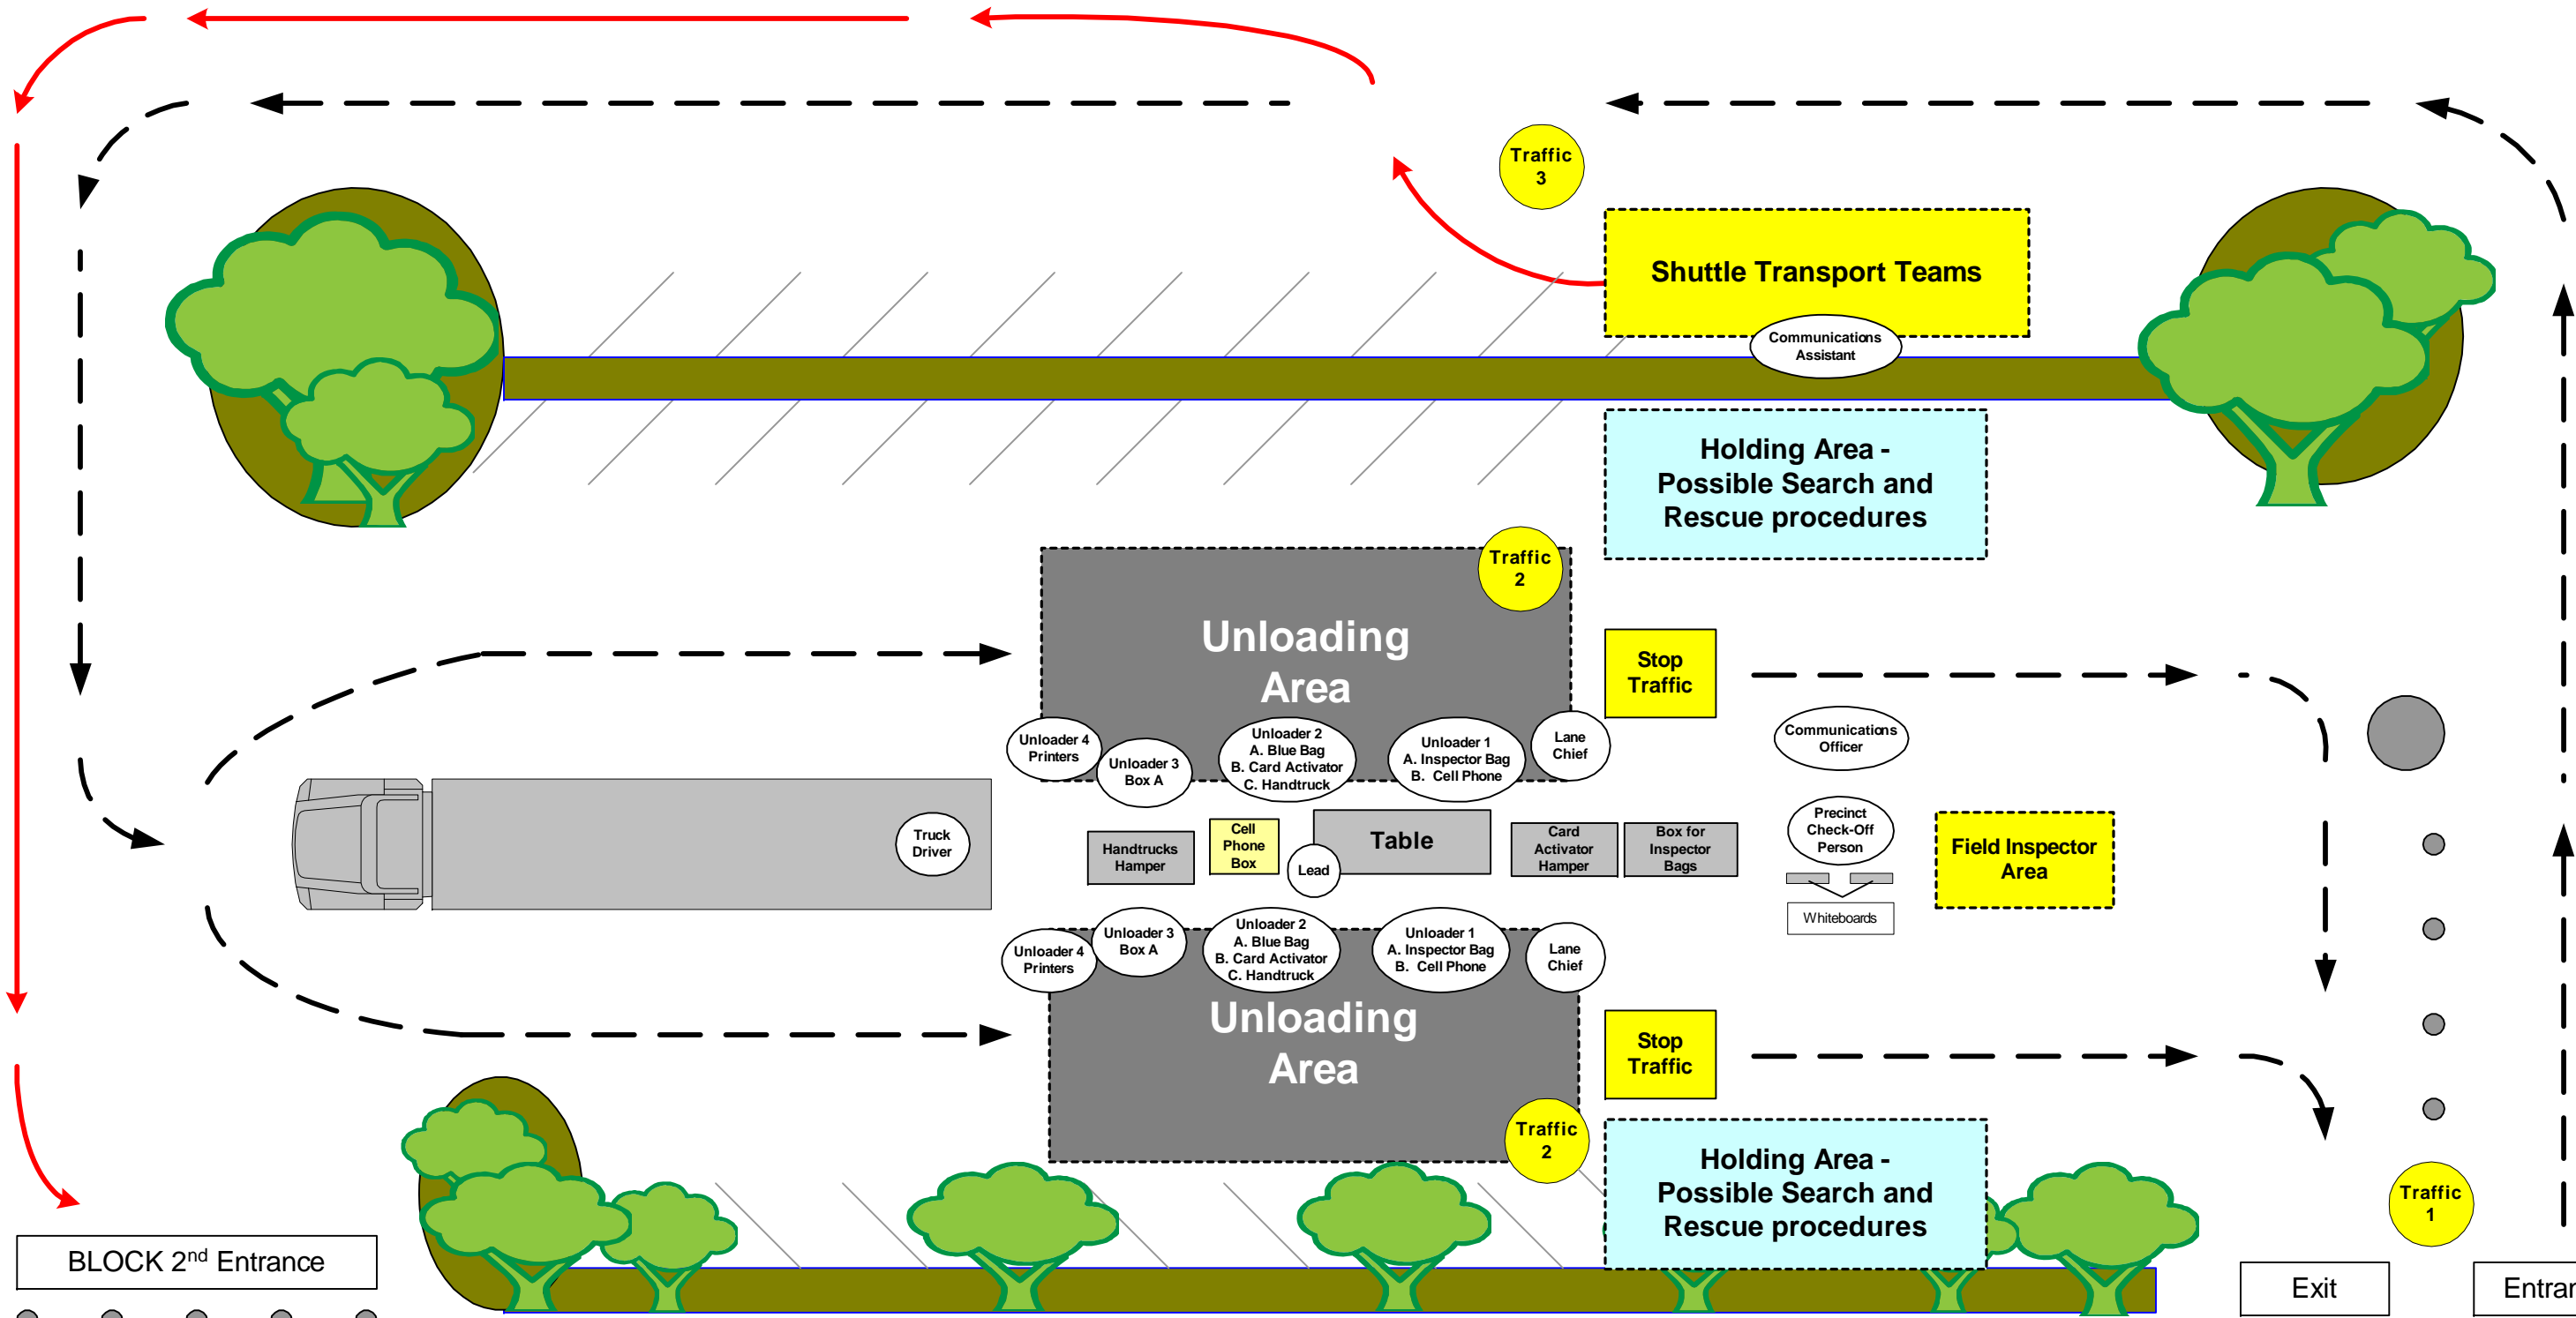 Traffic
3
Shuttle Transport Teams
Communications
Assistant
Holding Area -
Possible Search and
Rescue procedures
Traffic
2
Unloading
Area
Stop
Traffic
Unloader 4
Printers
Unloader 3
Box A
Unloader 2
A. Blue Bag
B. Card Activator
C. Handtruck
Unloader 1
A. Inspector Bag
B. Cell Phone
Lane
Chief
Communications
Officer
Truck
Driver
Handtrucks
Hamper
Cell
Phone
Box
Lead
Table
Card
Activator
Hamper
Box for
Inspector
Bags
Precinct
Check-Off
Person
Whiteboards
Field Inspector
Area
Unloader 4
Printers
Unloader 3
Box A
Unloader 2
A. Blue Bag
B. Card Activator
C. Handtruck
Unloader 1
A. Inspector Bag
B. Cell Phone
Lane
Chief
Unloading
Area
Stop
Traffic
Traffic
2
Holding Area -
Possible Search and
Rescue procedures
Traffic
1
BLOCK 2nd Entrance
Exit